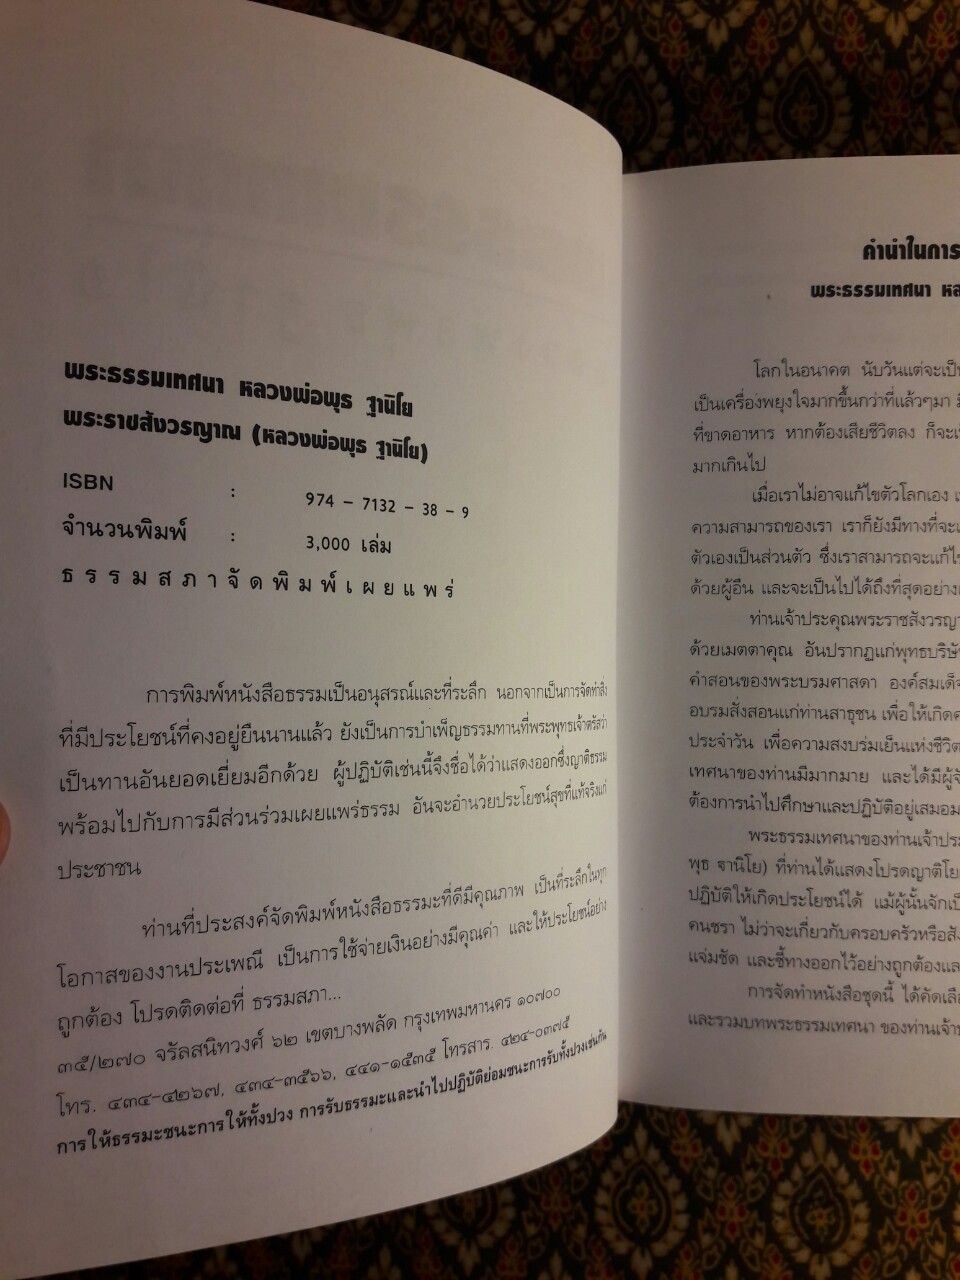 พระธรรมเทศนา หลวงพ่อพุธ ฐานิโย
พระราชสังวรญาณ (หลวงพ่อพุธ ฐานิโย)
ISBN : 974 – 7132 – 38 – 9
จำนวนพิมพ์ : 3,000 เล่ม
ธรรมสภาจัดพิมพ์เผยแพร่
การพิมพ์หนังสือธรรมเป็นอนุสรณ์และที่ระลึก นอกจากเป็นการจัดทำสิ่ง
ที่มีประโยชน์ที่คงอยู่ยืนนานแล้ว ยังเป็นการบำเพ็ญธรรมทานที่พระพุทธเจ้าตรัสว่า
เป็นทานอันยอดเยี่ยมอีกด้วย ผู้ปฏิบัติเช่นนี้จึงชื่อได้ว่าแสดงออกซึ่งญาติธรรม
พร้อมไปกับการมีส่วนร่วมเผยแพร่ธรรม อันจะอำนวยประโยชน์สุขที่แท้จริงแก่
ประชาชน
ท่านที่ประสงค์จัดพิมพ์หนังสือธรรมะที่ดีมีคุณภาพ เป็นที่ระลึกในทุก
โอกาสของงานประเพณี เป็นการใช้จ่ายเงินอย่างมีคุณค่า และให้ประโยชน์อย่าง
ถูกต้อง โปรดติดต่อที่ ธรรมสภา...
๓๕/๒๗๐ จรัลสนิทวงศ์ ๖๒ เขตบางพลัด กรุงเทพมหานคร ๑๐๗๐๐
โทร. ๔๓๔-๔๒๖๗, ๔๓๔-๓๕๖๖, ๔๔๑-๑๕๓๕ โทรสาร. ๔๒๔-๐๓๗๕
การให้ธรรมะชนะการให้ทั้งปวง การรับธรรมะและนำไปปฏิบัติย่อมชนะการรับทั้งปวงเช่นกัน
คำนำในการ
พระธรรมเทศนา
โลกในอนาคต นับวันแต่จะเป็น
เป็นเครื่องพยุงใจมากขึ้นกว่าที่แล้วๆมา
ที่ขาดอาหาร หากต้องเสียชีวิตลง ก็จะ
มากเกินไป
เมื่อเราไม่อาจแก้ไขตัวโลกเอง
ความสามารถของเรา เราก็ยังมีทางที่จะ
ตัวเองเป็นส่วนตัว ซึ่งเราสามารถจะแก้ไข
ด้วยผู้อื่น และจะเป็นไปได้ถึงที่สุดอย่าง
ท่านเจ้าประคุณพระราชสังวรญา
ด้วยเมตตาคุณ อันปรากฏแก่พุทธบริษัท
คำสอนของพระบรมศาสดา องค์สมเด็จ
อบรมสั่งสอนแก่ท่านสาธุชน เพื่อให้เกิด
ประจำวัน เพื่อความสงบร่มเย็นแห่งชีวิต
เทศนาของท่านมีมากมาย และได้มีผู้
ต้องการนำไปศึกษาและปฏิบัติอยู่เสมอ
พระธรรมเทศนาของท่านเจ้า
พุธ ฐานิโย) ที่ท่านได้แสดงโปรดญาติโย
ปฏิบัติให้เกิดประโยชน์ได้ แม้ผู้นั้นจัก
คนชรา ไม่ว่าจะเกี่ยวกับครอบครัวหรือ
แจ่มชัด และชี้ทางออกไว้อย่างถูกต้อง
การจัดทำหนังสือชุดนี้ ได้คัด
และรวมบทพระธรรมเทศนา ของท่าน